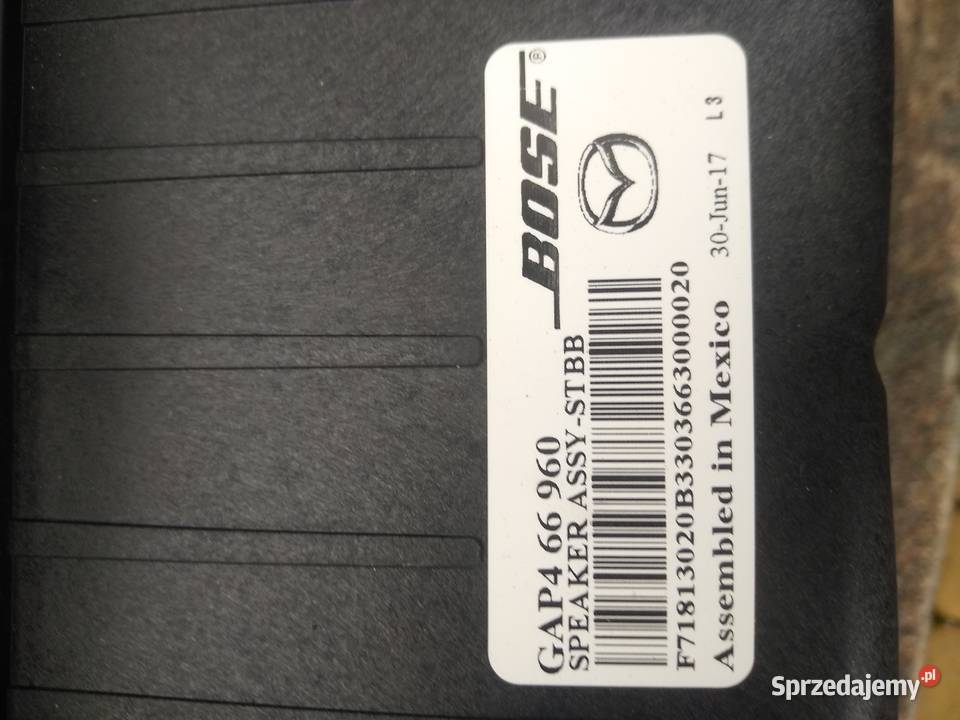 BOSE®
GAP4 66 960
SPEAKER ASSY-STBB
F71813020B3303663000020
Assembled in Mexico 30-Jun-17 L3
Sprzedajemy.pl